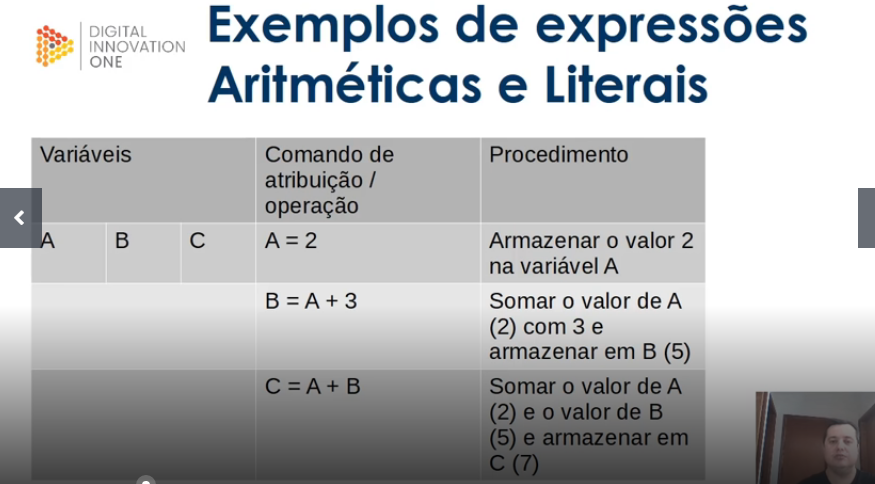 DIGITAL
INNOVATION
ONE
Exemplos de expressões
Aritméticas e Literais
Variáveis
Comando de
atribuição /
operação
Procedimento
A
B
C
A = 2
Armazenar o valor 2
na variável A
B = A + 3
Somar o valor de A
(2) com 3 e
armazenar em B (5)
C = A + B
Somar o valor de A
(2) e o valor de B
(5) e armazenar em
C (7)